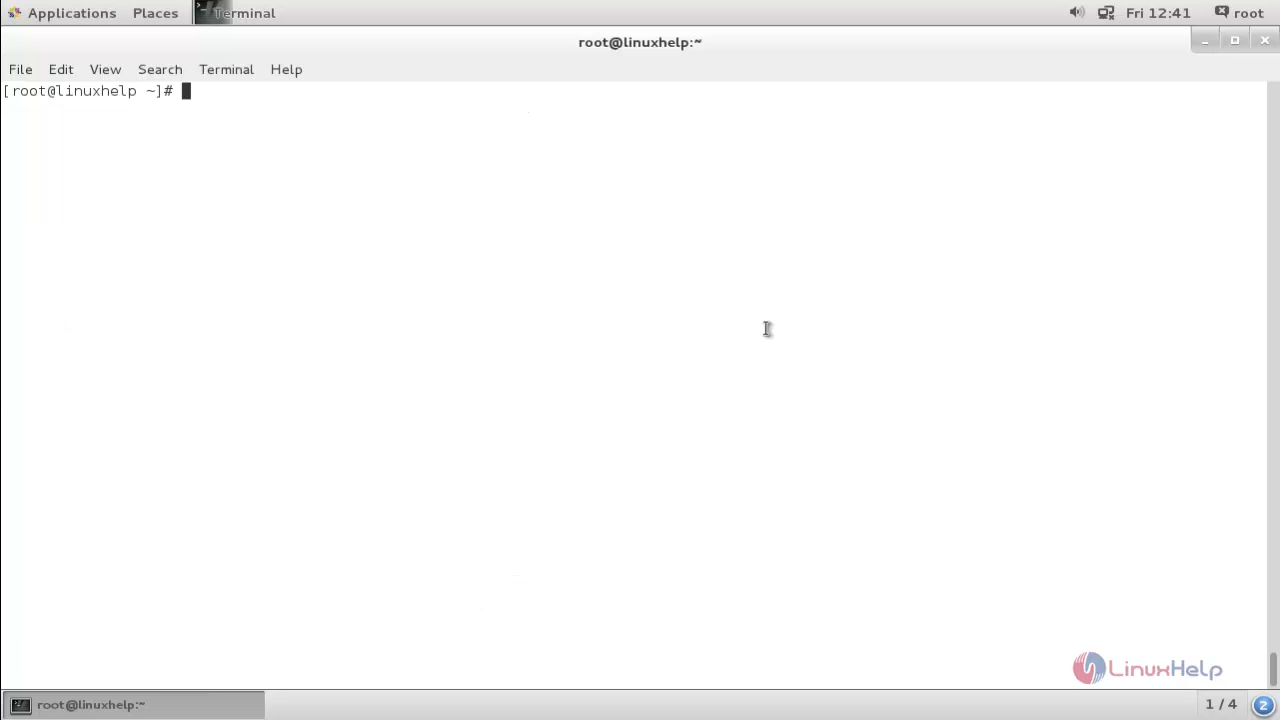 Applications Places Terminal Fri 12:41 root
root@linuxhelp:~
File Edit View Search Terminal Help
[root@linuxhelp ~]#
LinuxHelp
root@linuxhelp:~ 1 / 4 2